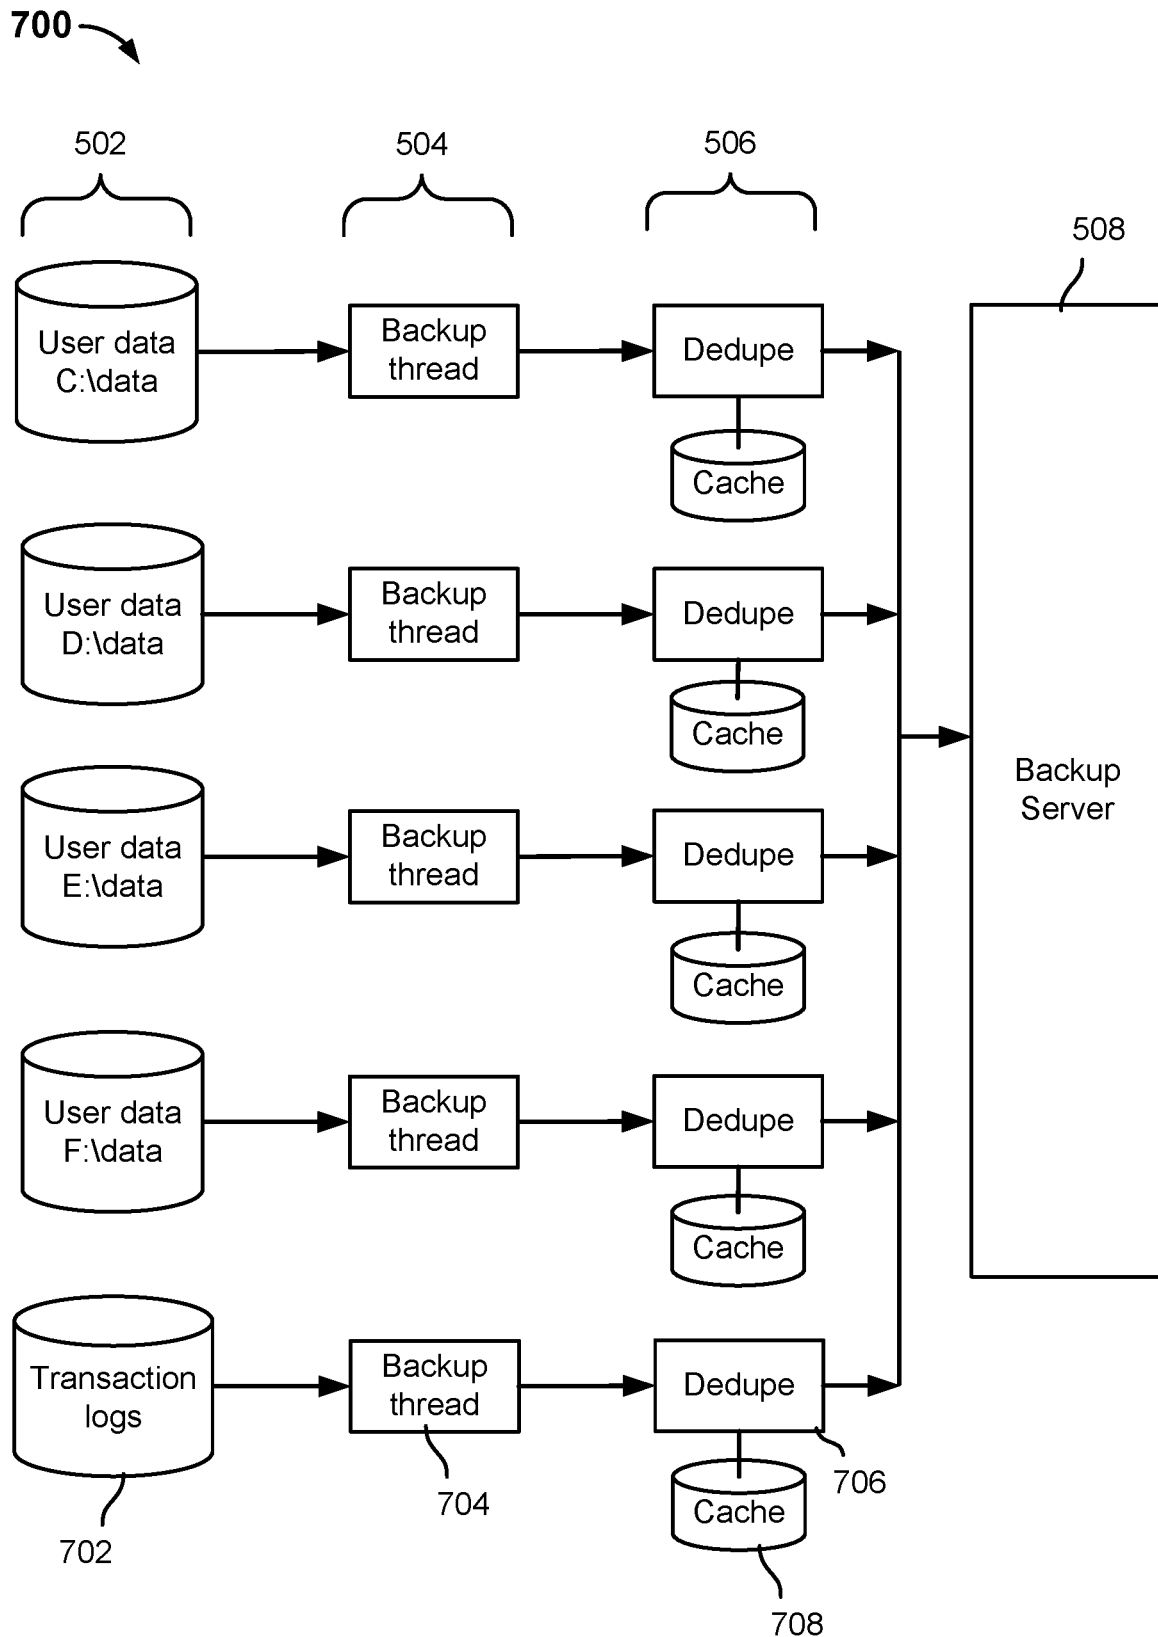 700
502
504
506
508
User data
C:\data
Backup
thread
Dedupe
Cache
User data
D:\data
Backup
thread
Dedupe
Cache
Backup
Server
User data
E:\data
Backup
thread
Dedupe
Cache
User data
F:\data
Backup
thread
Dedupe
Cache
Transaction
logs
Backup
thread
Dedupe
Cache
702
704
706
708